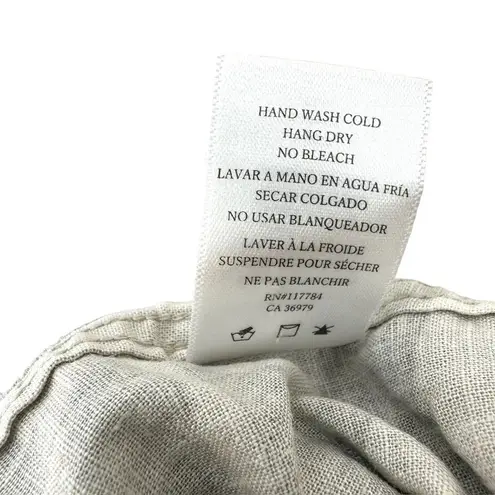 HAND WASH COLD
HANG DRY
NO BLEACH
LAVAR A MANO EN AGUA FRÍA
SECAR COLGADO
NO USAR BLANQUEADOR
LAVER À LA FROIDE
SUSPENDRE POUR SÉCHER
NE PAS BLANCHIR
RN#117784
CA 36979